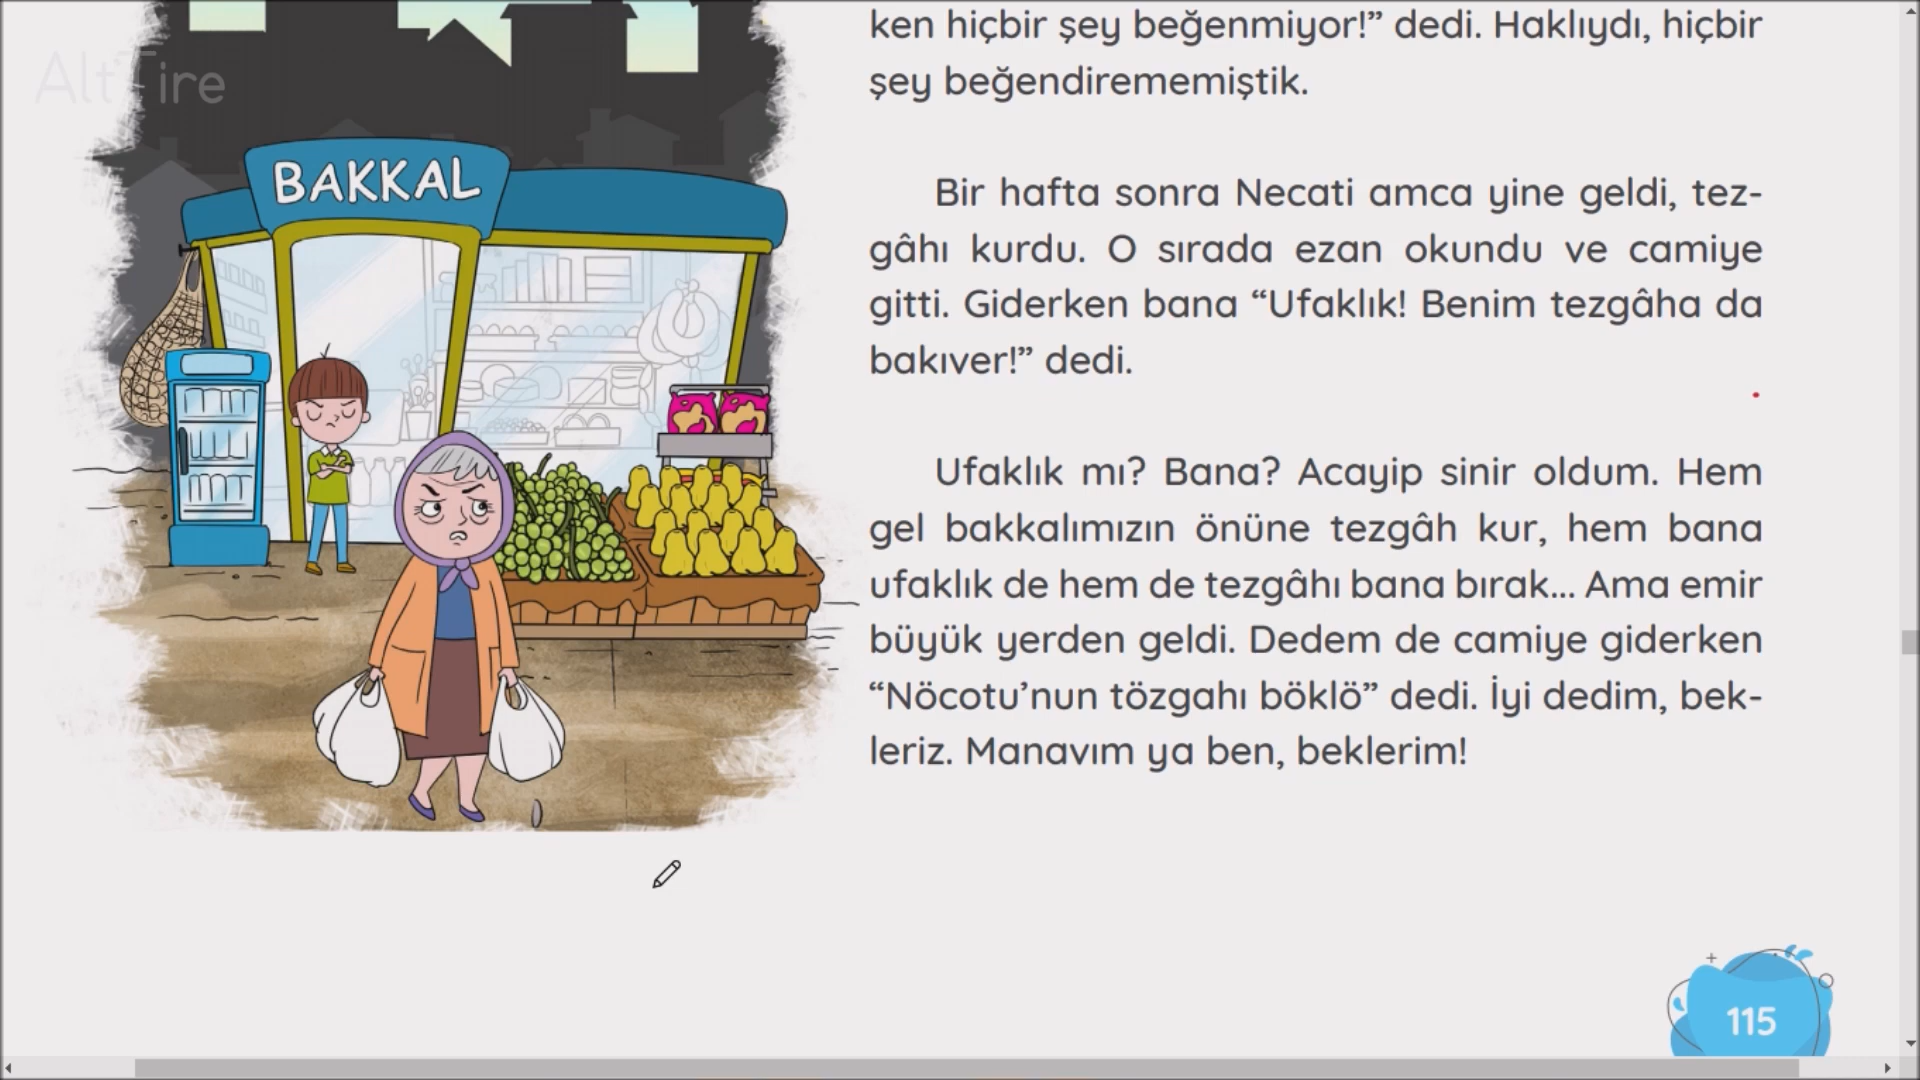 AltTire
BAKKAL
ken hiçbir şey beğenmiyor!” dedi. Haklıydı, hiçbir
şey beğendirememiştik.
Bir hafta sonra Necati amca yine geldi, tez-
gâhı kurdu. O sırada ezan okundu ve camiye
gitti. Giderken bana “Ufaklık! Benim tezgâha da
bakıver!” dedi.
Ufaklık mı? Bana? Acayip sinir oldum. Hem
gel bakkalımızın önüne tezgâh kur, hem bana
ufaklık de hem de tezgâhı bana bırak... Ama emir
büyük yerden geldi. Dedem de camiye giderken
“Nöcotu’nun tözgahı böklö” dedi. İyi dedim, bek-
leriz. Manavım ya ben, beklerim!
115